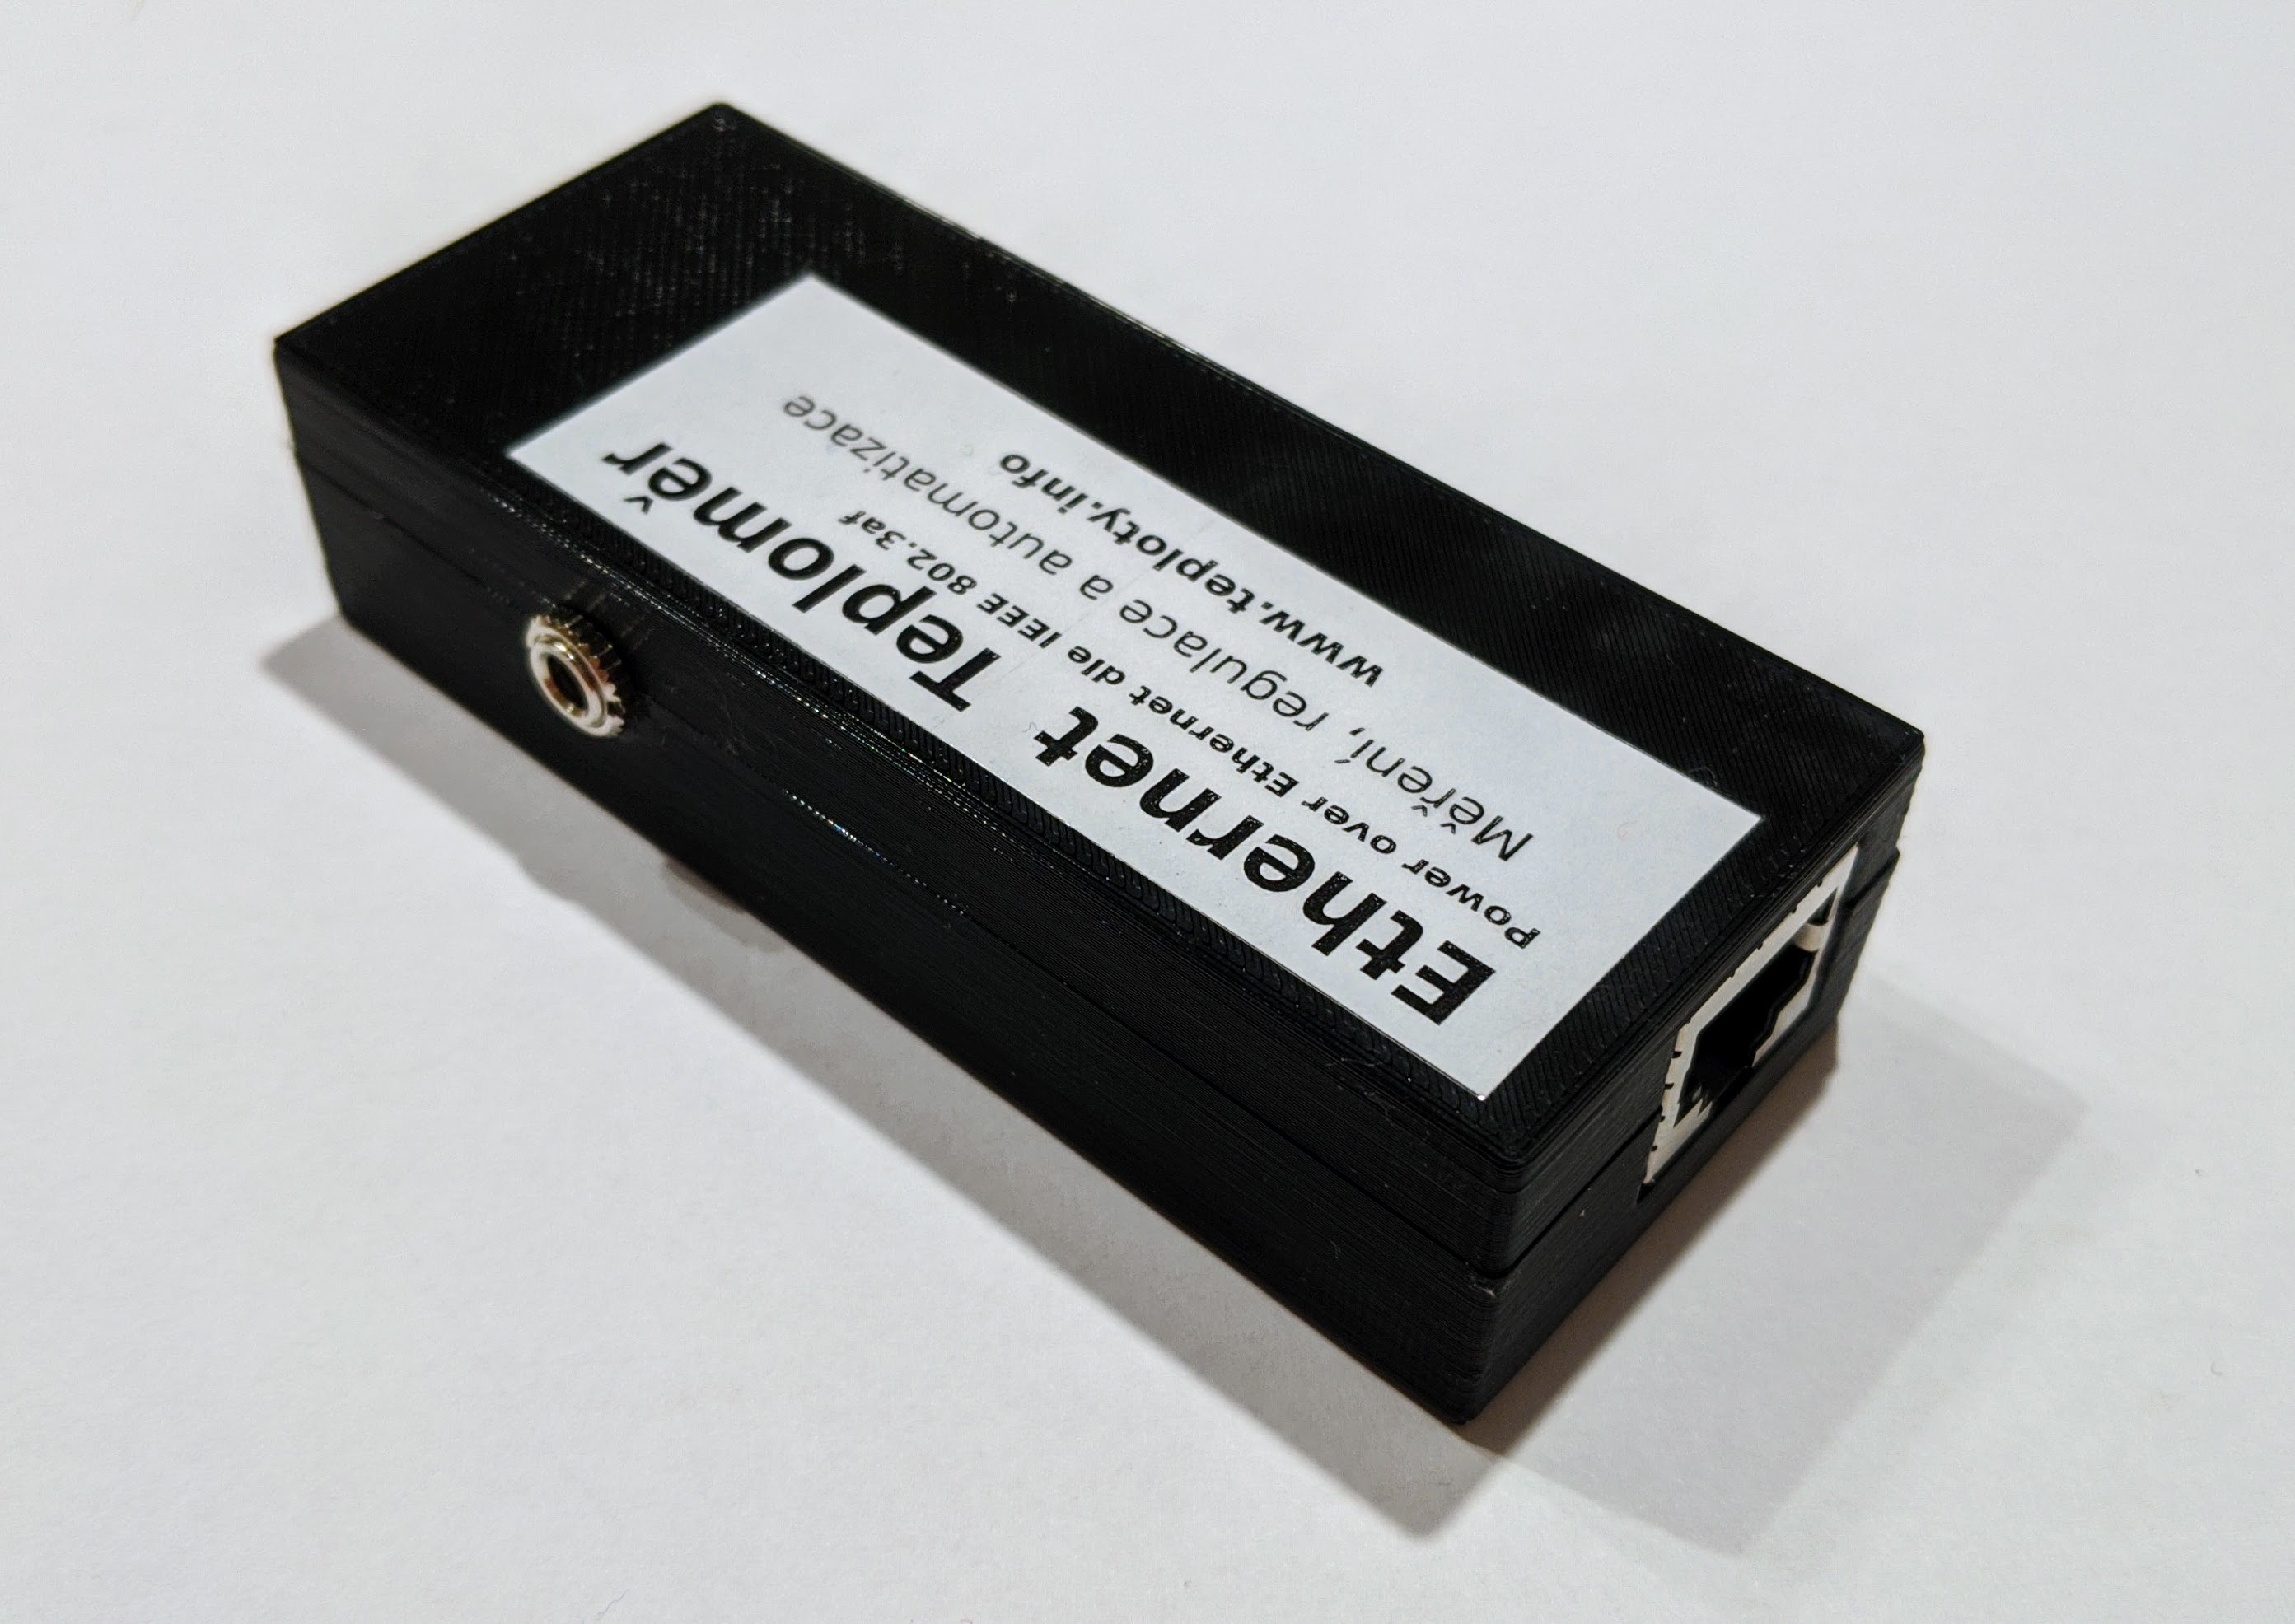 Ethernet Teploměr
Power over Ethernet dle IEEE 802.3af
Měření, regulace a automatizace
www.teploty.info